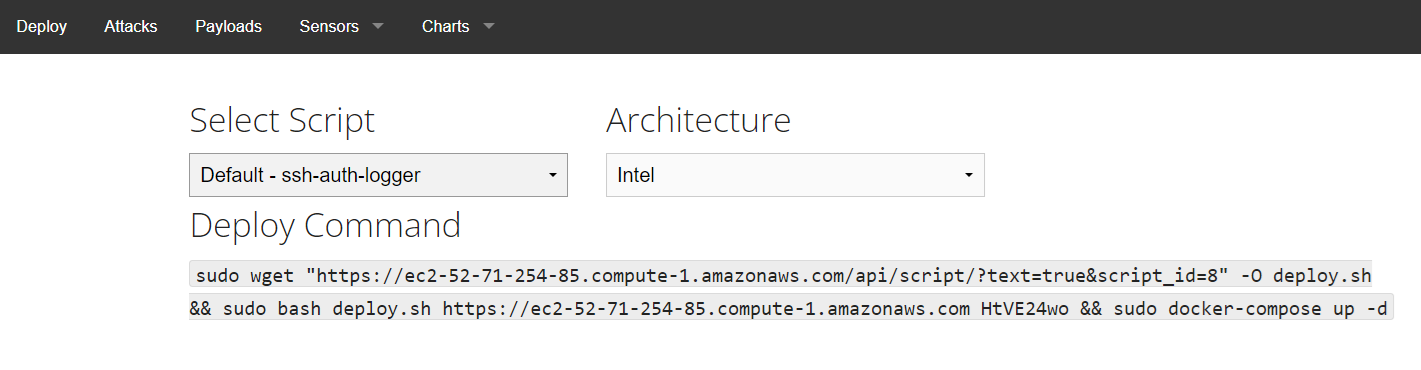 Deploy Attacks Payloads Sensors Charts
Select Script Architecture
Default - ssh-auth-logger Intel
Deploy Command
sudo wget "https://ec2-52-71-254-85.compute-1.amazonaws.com/api/script/?text=true&script_id=8" -O deploy.sh
&& sudo bash deploy.sh https://ec2-52-71-254-85.compute-1.amazonaws.com HtVE24wo && sudo docker-compose up -d